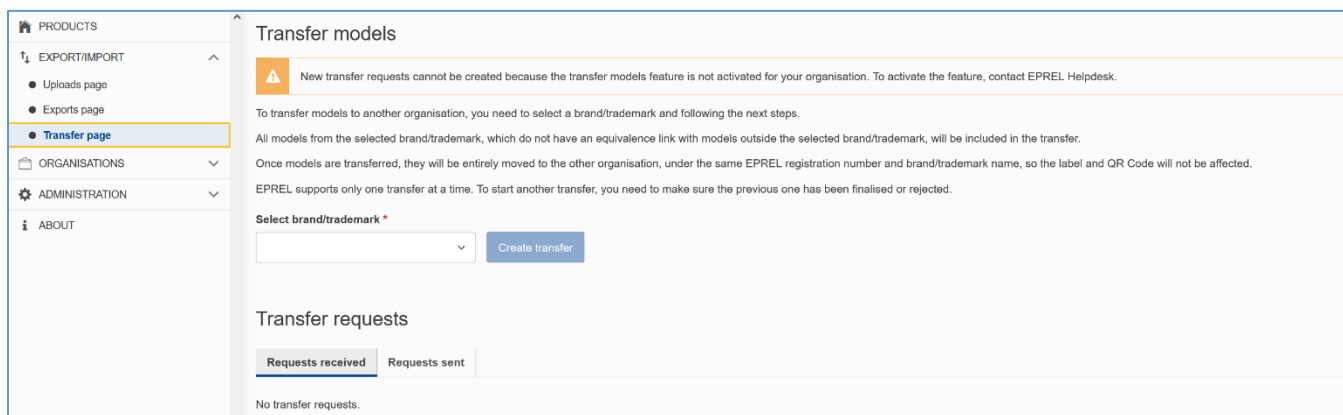 PRODUCTS
EXPORT/IMPORT
Uploads page
Exports page
Transfer page
ORGANISATIONS
ADMINISTRATION
ABOUT
Transfer models
New transfer requests cannot be created because the transfer models feature is not activated for your organisation. To activate the feature, contact EPREL Helpdesk.
To transfer models to another organisation, you need to select a brand/trademark and following the next steps.
All models from the selected brand/trademark, which do not have an equivalence link with models outside the selected brand/trademark, will be included in the transfer.
Once models are transferred, they will be entirely moved to the other organisation, under the same EPREL registration number and brand/trademark name, so the label and QR Code will not be affected.
EPREL supports only one transfer at a time. To start another transfer, you need to make sure the previous one has been finalised or rejected.
Select brand/trademark *
Create transfer
Transfer requests
Requests received Requests sent
No transfer requests.